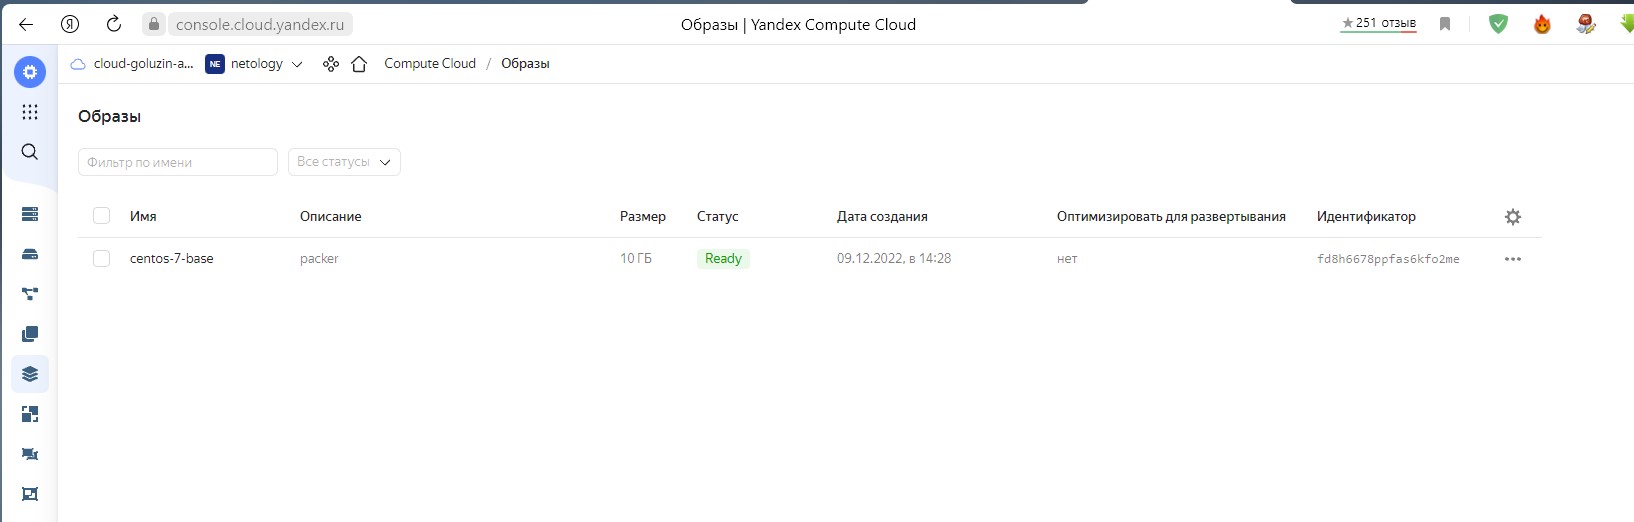 Я console.cloud.yandex.ru Образы | Yandex Compute Cloud ★251 отзыв
cloud-goluzin-a... NE netology Compute Cloud / Образы
Образы
Фильтр по имени Все статусы
Имя Описание Размер Статус Дата создания Оптимизировать для развертывания Идентификатор
centos-7-base packer 10 ГБ Ready 09.12.2022, в 14:28 нет fd8h6678ppfas6kfo2me